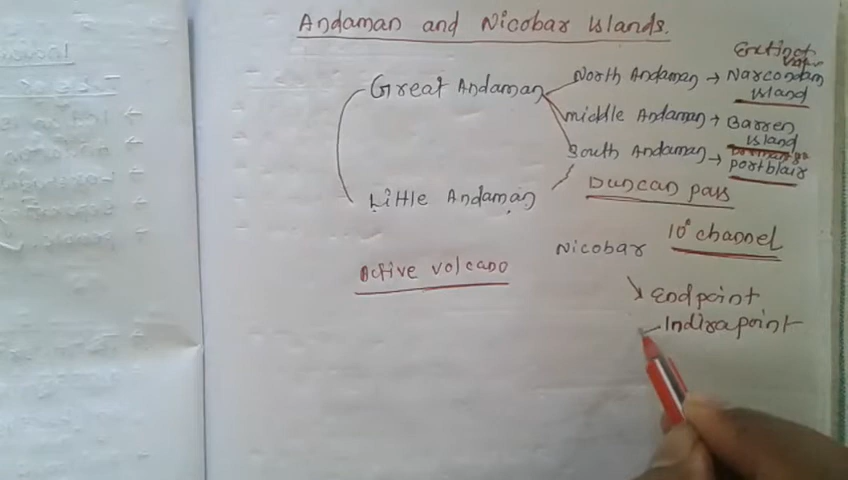 Andaman and Nicobar Islands.
Extinct
Great Andaman
North Andaman → Narcondam
Island
middle Andaman → Barren
Island
South Andaman → portblair
Little Andaman
Duncan pass
Nicobar
10° channel
Active volcano
Endpoint
Indirapoint